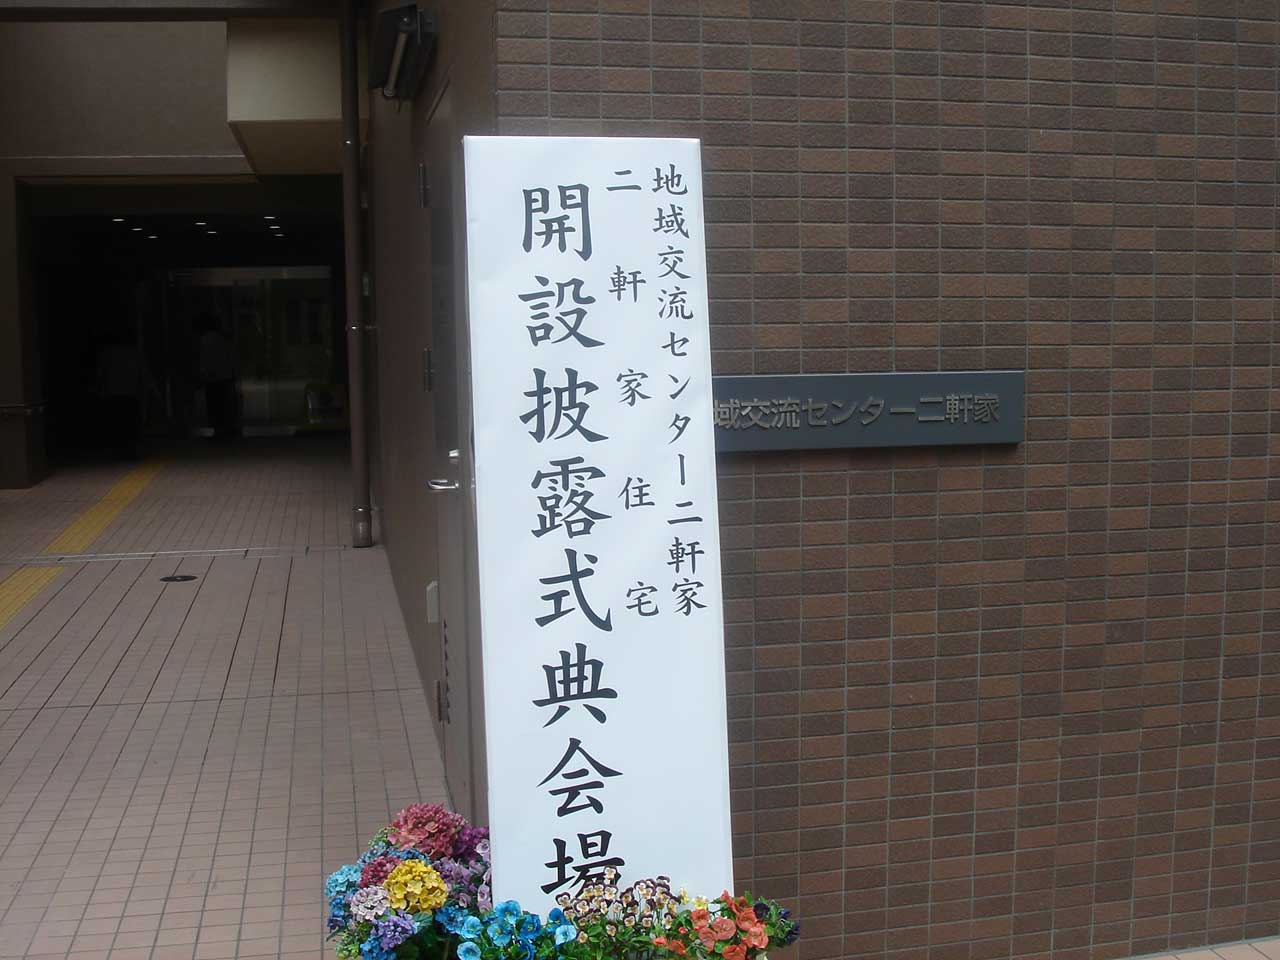 地域交流センター二軒家
二軒家住宅
開設披露式典会場
域交流センター二軒家